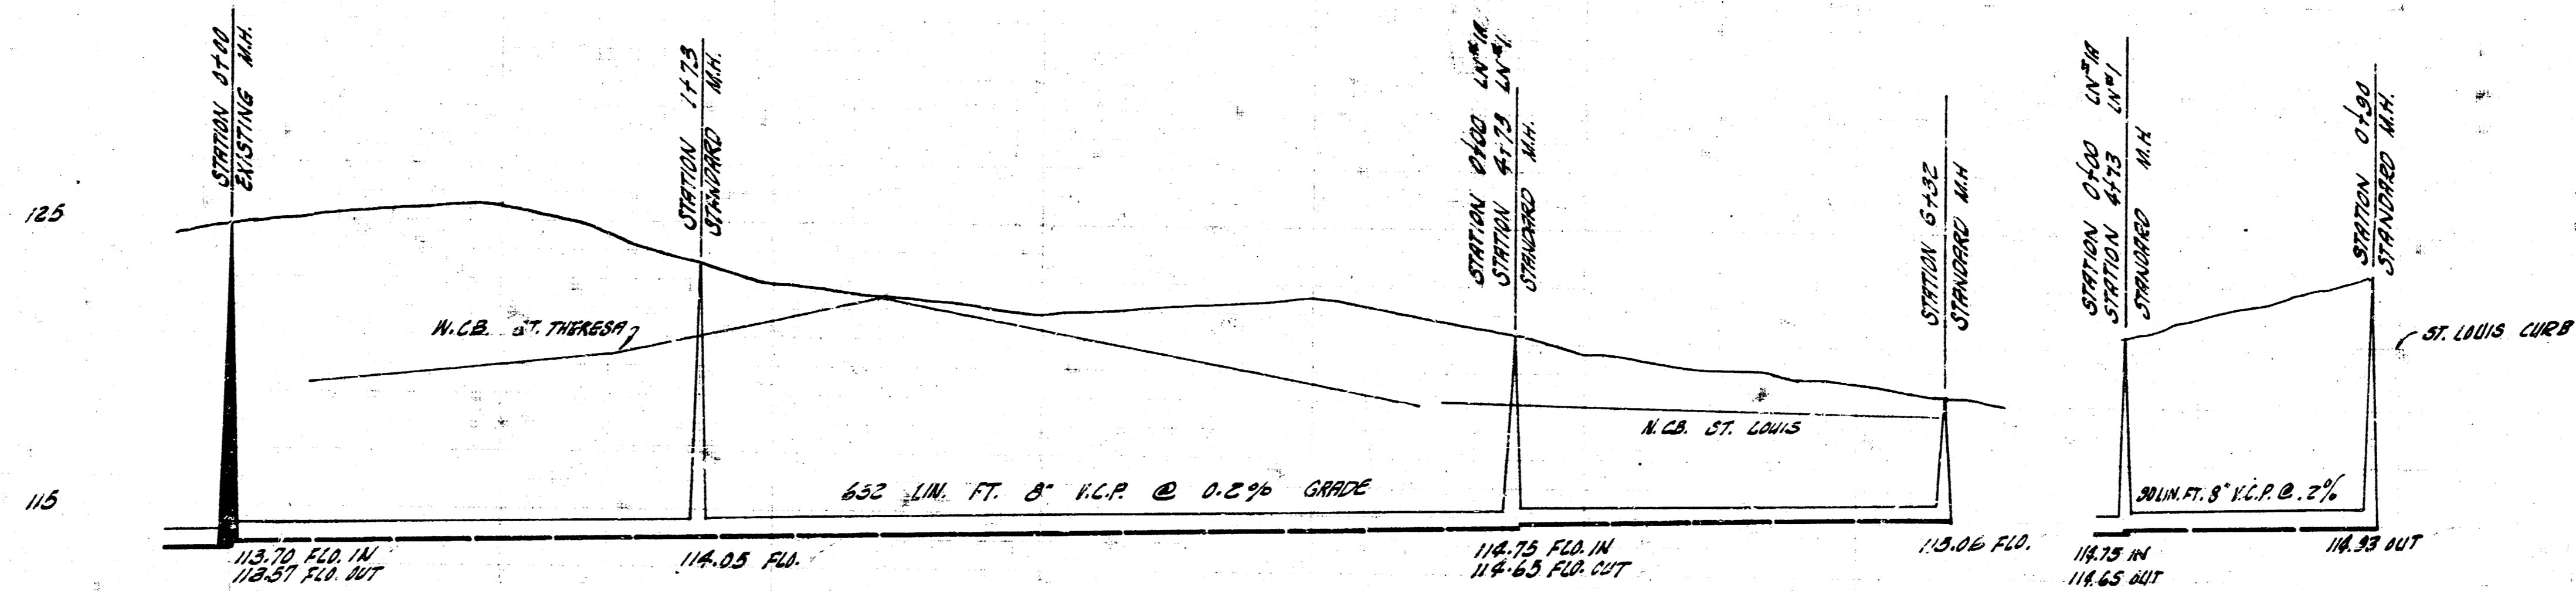 STATION 0+00
EXISTING M.H.
STATION 1+73
STANDARD M.H.
STATION 0+00 LN#1A
STATION 4+73 LN#1
STANDARD M.H.
STATION 6+32
STANDARD M.H
STATION 0+00 LN#1A
STATION 4+73 LN#1
STANDARD M.H.
STATION 0+90
STANDARD M.H.
125
W.CB. ST. THERESA
ST. LOUIS CURB
N.CB. ST. LOUIS
115
632 LIN. FT. 8" V.C.P. @ 0.2% GRADE
90 LIN. FT. 8" V.C.P. @ .2%
113.70 FLO. IN
113.57 FLO. OUT
114.05 FLO.
114.75 FLO. IN
114.65 FLO. OUT
115.06 FLO.
114.75 IN
114.65 OUT
114.93 OUT